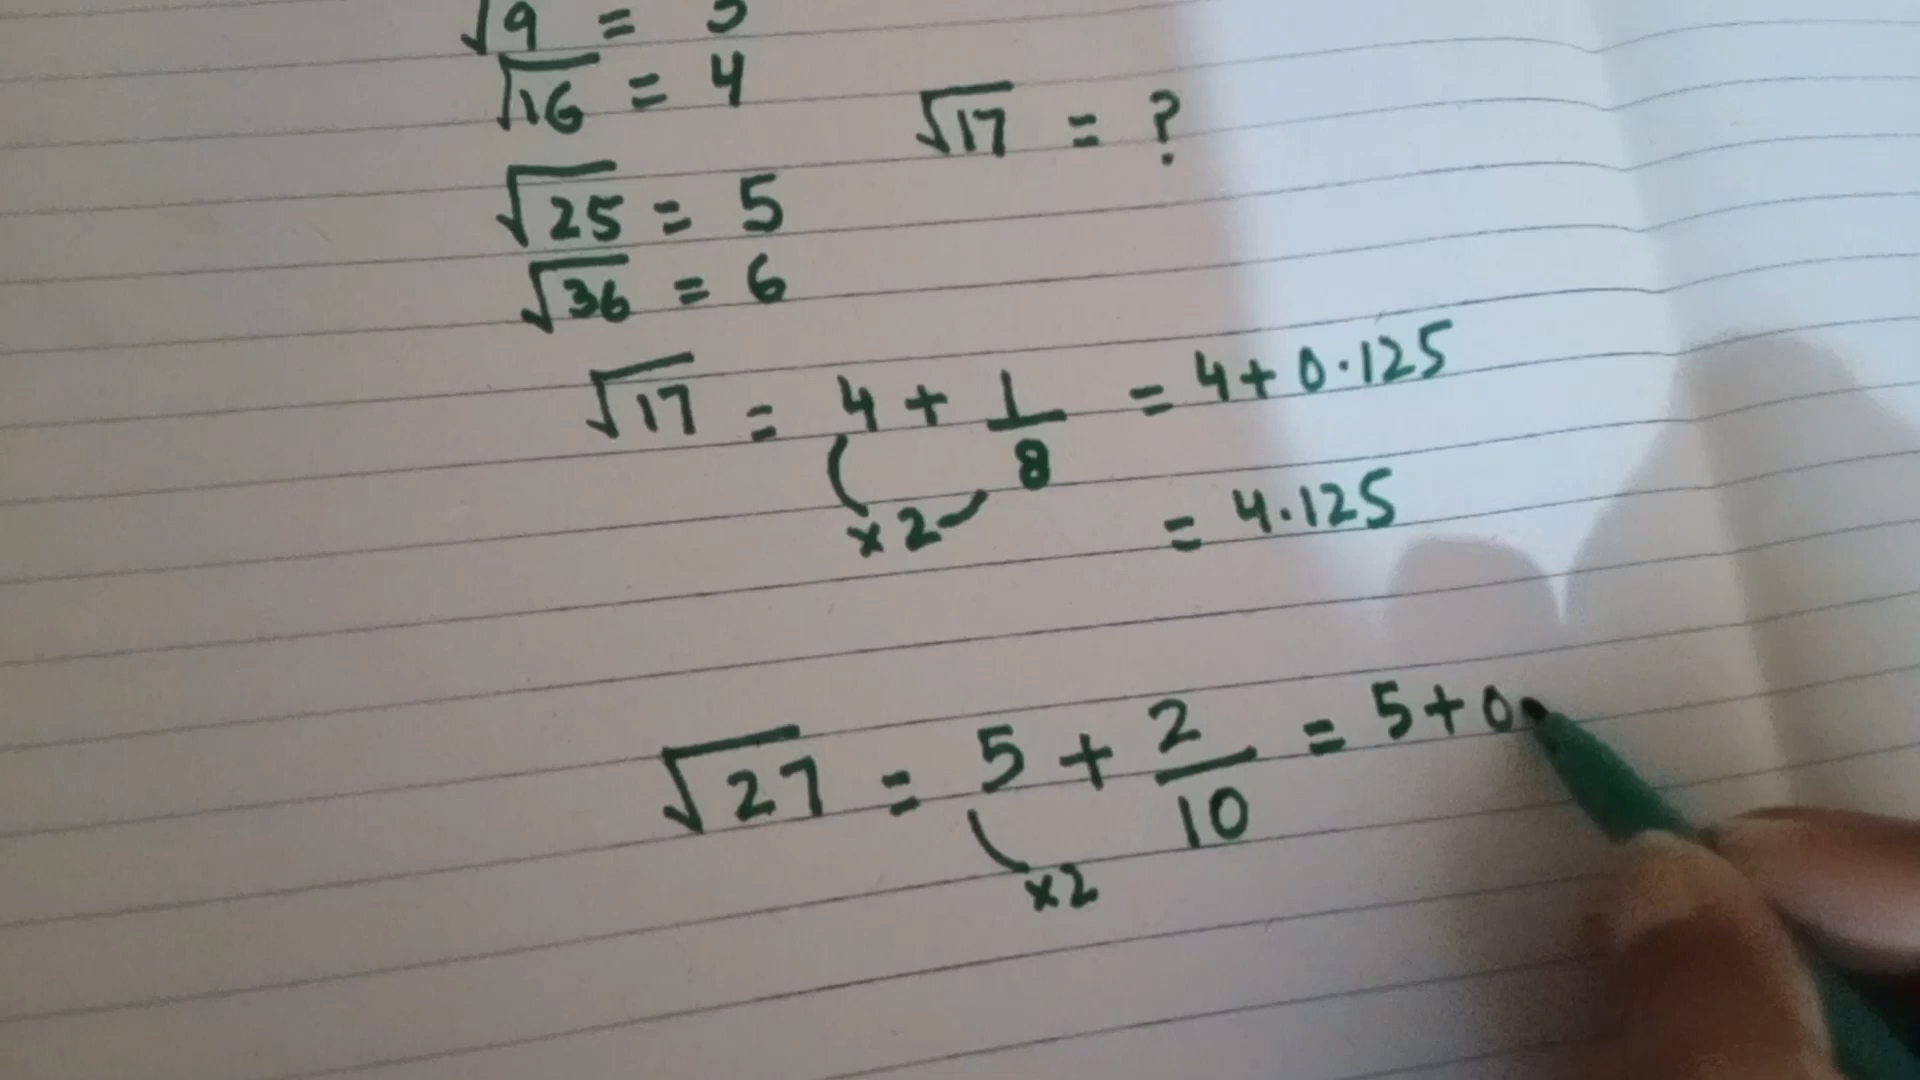 √9 = 3
√16 = 4
√17 = ?
√25 = 5
√36 = 6
√17 = 4 + 1/8 = 4 + 0.125
×2
= 4.125
√27 = 5 + 2/10 = 5 + 0.
×2